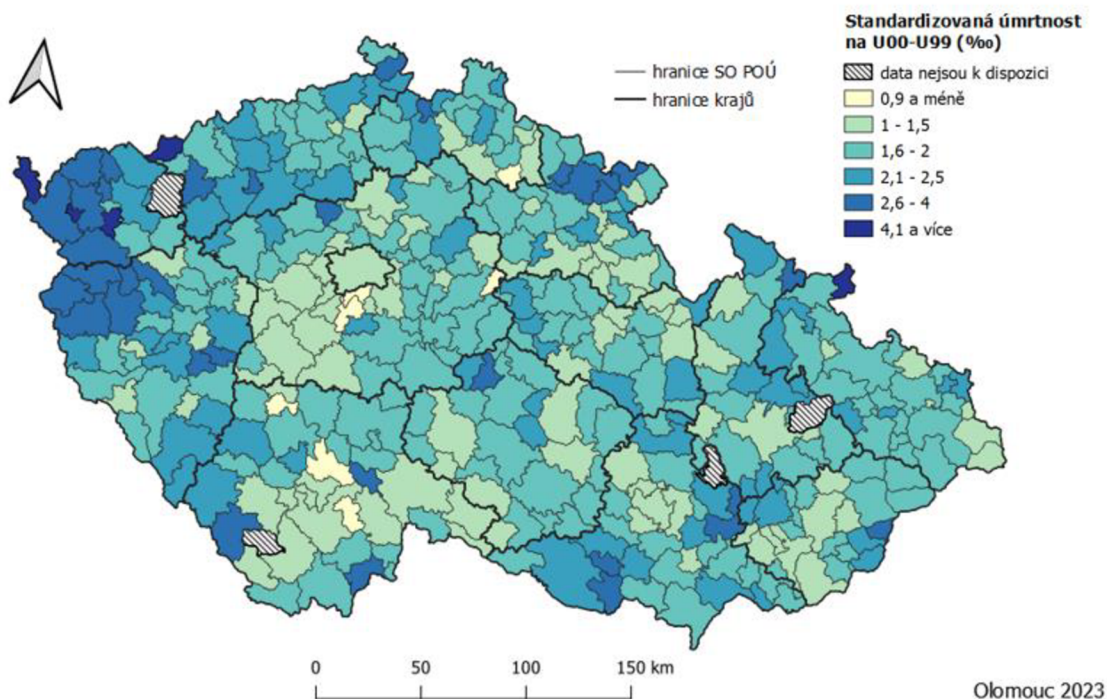 Standardizovaná úmrtnost
na U00-U99 (‰)
data nejsou k dispozici
0,9 a méně
1 - 1,5
1,6 - 2
2,1 - 2,5
2,6 - 4
4,1 a více
hranice SO POÚ
hranice krajů
0 50 100 150 km
Olomouc 2023